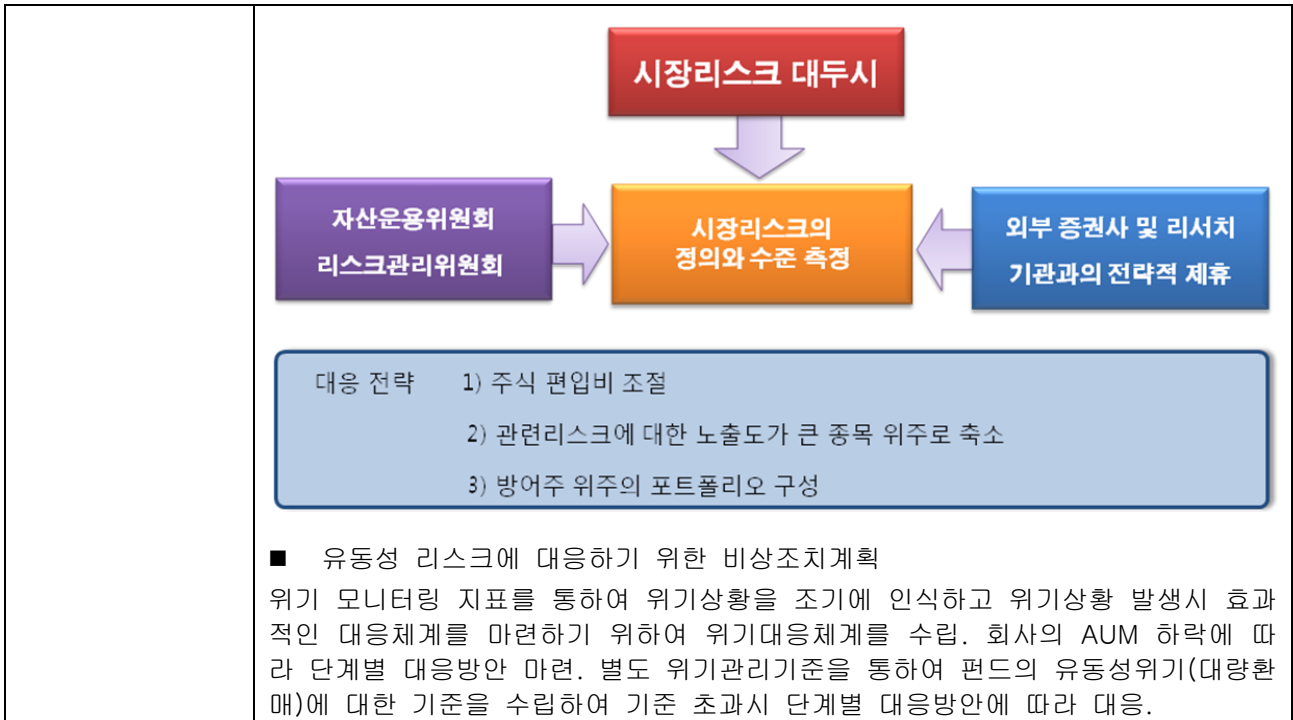 시장리스크 대두시
자산운용위원회
리스크관리위원회
시장리스크의
정의와 수준 측정
외부 증권사 및 리서치
기관과의 전략적 제휴
대응 전략 1) 주식 편입비 조절
2) 관련리스크에 대한 노출도가 큰 종목 위주로 축소
3) 방어주 위주의 포트폴리오 구성
■ 유동성 리스크에 대응하기 위한 비상조치계획
위기 모니터링 지표를 통하여 위기상황을 조기에 인식하고 위기상황 발생시 효과
적인 대응체계를 마련하기 위하여 위기대응체계를 수립. 회사의 AUM 하락에 따
라 단계별 대응방안 마련. 별도 위기관리기준을 통하여 펀드의 유동성위기(대량환
매)에 대한 기준을 수립하여 기준 초과시 단계별 대응방안에 따라 대응.